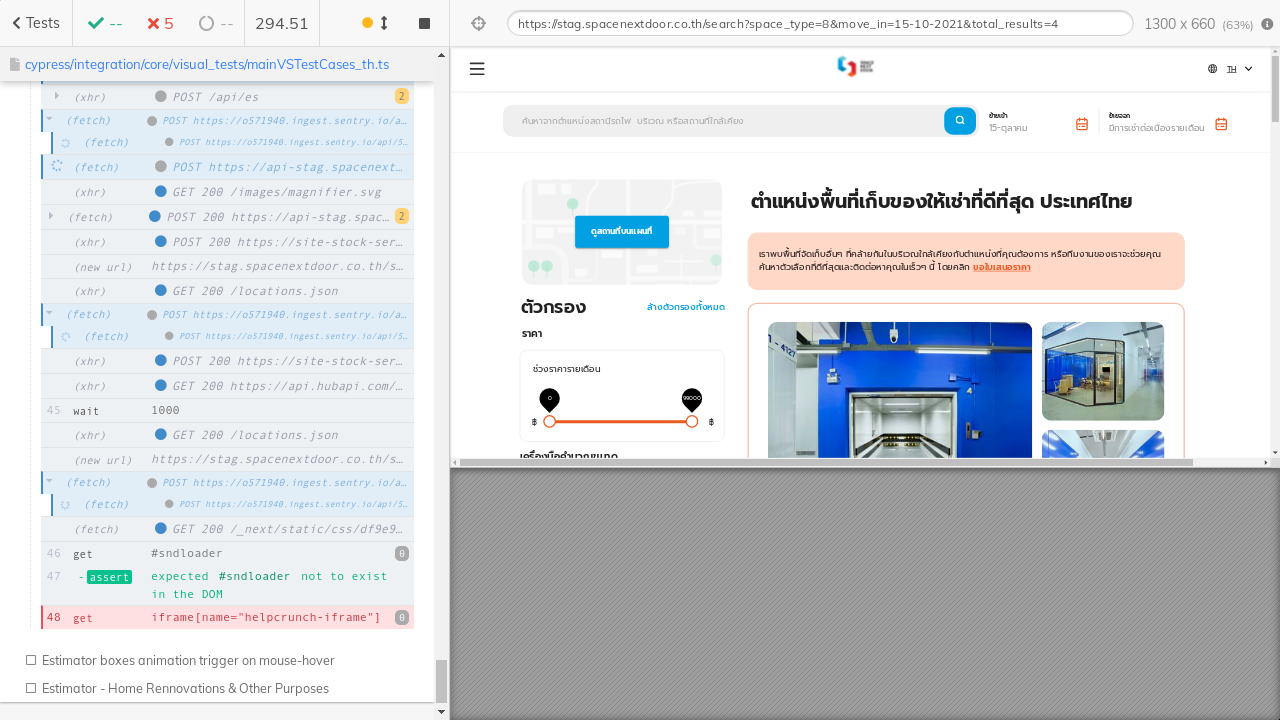 Tests
--
5
--
294.51
https://stag.spacenextdoor.co.th/search?space_type=8&move_in=15-10-2021&total_results=4
1300 x 660 (63%)
cypress/integration/core/visual_tests/mainVSTestCases_th.ts
(xhr) POST /api/es 2
(fetch) POST https://o571940.ingest.sentry.io/a…
(fetch) POST https://o571940.ingest.sentry.io/api/5…
(fetch) POST https://api-stag.spacenext…
(xhr) GET 200 /images/magnifier.svg
(fetch) POST 200 https://api-stag.spac… 2
(xhr) POST 200 https://site-stock-ser…
(new url) https://stag.spacenextdoor.co.th/s…
(xhr) GET 200 /locations.json
(fetch) POST https://o571940.ingest.sentry.io/a…
(fetch) POST https://o571940.ingest.sentry.io/api/5…
(xhr) POST 200 https/site-stock-ser…
(xhr) GET 200 https://api.hubapi.com/…
45 wait 1000
(xhr) GET 200 /locations.json
(new url) https://stag.spacenextdoor.co.th/s…
(fetch) POST https://o571940.ingest.sentry.io/a…
(fetch) POST https://o571940.ingest.sentry.io/api/5…
(fetch) GET 200 /_next/static/css/df9e9…
46 get #sndloader 0
47 -assert expected #sndloader not to exist
in the DOM
48 get iframe[name="helpcrunch-iframe"] 0
Estimator boxes animation trigger on mouse-hover
Estimator - Home Rennovations & Other Purposes
TH
ค้นหาจากตำแหน่งสถานีรถไฟ บริเวณ หรือสถานที่ใกล้เคียง
ย้ายเข้า
15-ตุลาคม
ย้ายออก
มีการเช่าต่อเนื่องรายเดือน
ดูสถานที่บนแผนที่
ตัวกรอง
ล้างตัวกรองทั้งหมด
ราคา
ช่วงราคารายเดือน
0
99000
฿
฿
เครื่องมือคำนวณขนาด
ตำแหน่งพื้นที่เก็บของให้เช่าที่ดีที่สุด ประเทศไทย
เราพบพื้นที่จัดเก็บอื่นๆ ที่คล้ายกันในบริเวณใกล้เคียงกับตำแหน่งที่คุณต้องการ หรือทีมงานของเราจะช่วยคุณ
ค้นหาตัวเลือกที่ดีที่สุดและติดต่อหาคุณในเร็วๆ นี้ โดยคลิก ขอใบเสนอราคา